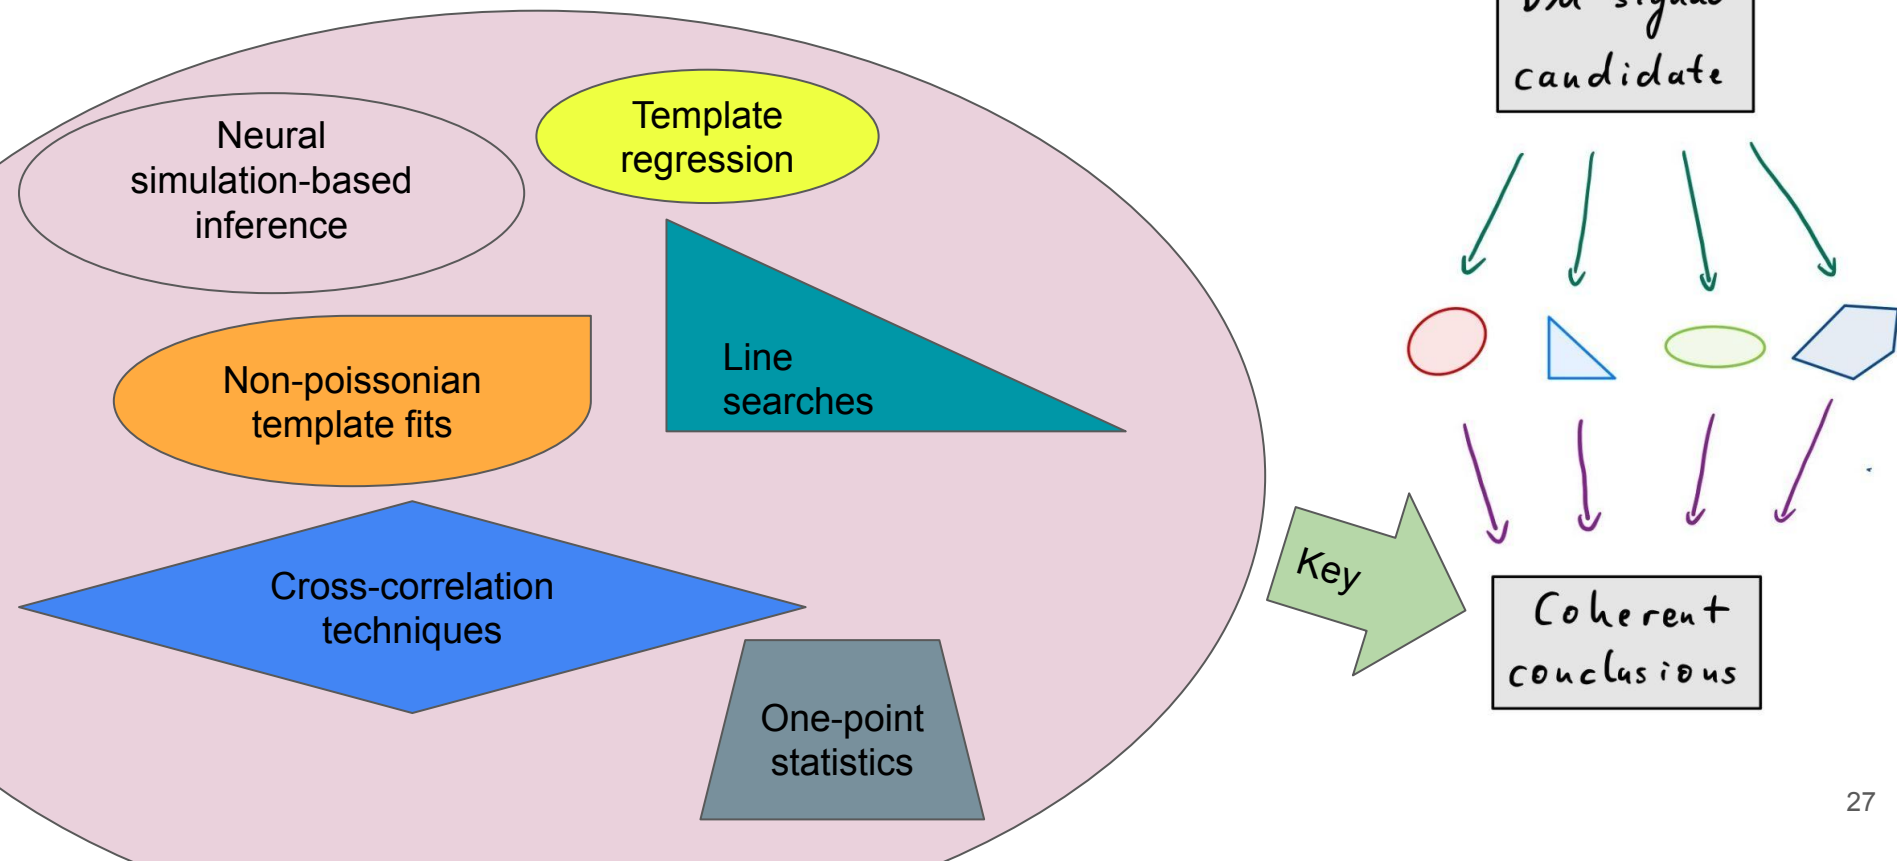 Neural
simulation-based
inference
Template
regression
Line
searches
Non-poissonian
template fits
Cross-correlation
techniques
One-point
statistics
Key
signal
candidate
Coherent
conclusions
27